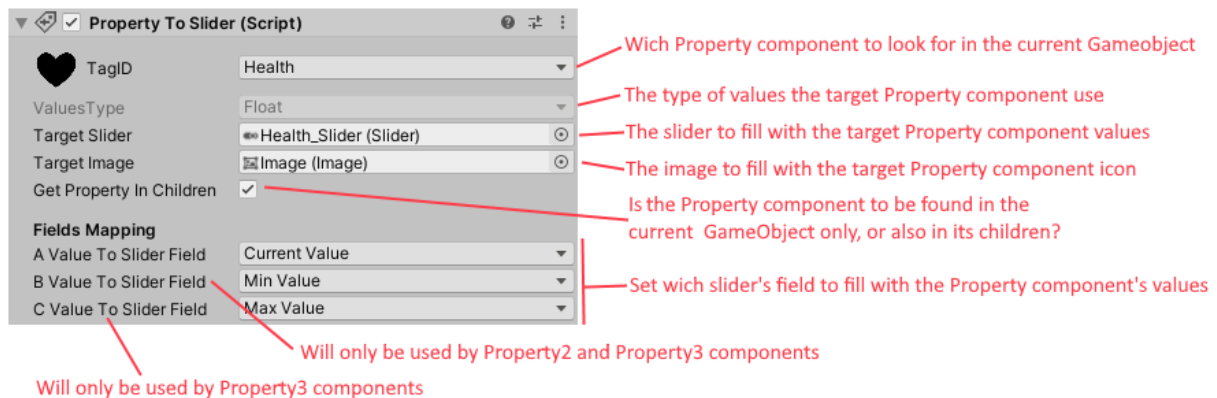 Property To Slider (Script)
TagID Health
Wich Property component to look for in the current Gameobject
ValuesType Float
The type of values the target Property component use
Target Slider Health_Slider (Slider)
The slider to fill with the target Property component values
Target Image Image (Image)
The image to fill with the target Property component icon
Get Property In Children
Is the Property component to be found in the
current GameObject only, or also in its children?
Fields Mapping
A Value To Slider Field Current Value
B Value To Slider Field Min Value
C Value To Slider Field Max Value
Set wich slider's field to fill with the Property component's values
Will only be used by Property2 and Property3 components
Will only be used by Property3 components